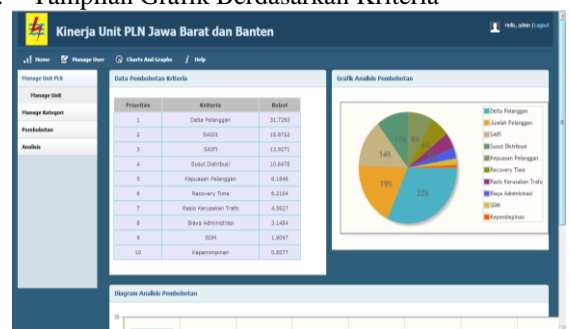 Tampilan Grafik Berdasarkan Kriteria
Kinerja Unit PLN Jawa Barat dan Banten
Hello, admin |Logout
Home Manage User Charts And Graphs Help
Manage Unit PLN
Manage Unit
Manage Kategori
Pembobotan
Analisis
Data Pembobotan Kriteria
Prioritas Kriteria Bobot
1 Delta Pelanggan 31.7293
2 SAIDI 18.8722
3 SAIFI 13.9271
4 Susut Distribusi 10.6478
5 Kepuasan Pelanggan 8.1846
6 Recovery Time 6.2104
7 Rasio Kerusakan Trafo 4.5627
8 Biaya Administrasi 3.1484
9 SDM 1.9097
10 Kepemimpinan 0.8077
Grafik Analisis Pembobotan
32%
19%
14%
11%
8%
6%
Delta Pelanggan
Jumlah Pelanggan
SAIFI
Susut Distribusi
Kepuasan Pelanggan
Recovery Time
Rasio Kerusakan Trafo
Biaya Administrasi
SDM
Kepemimpinan
Diagram Analisis Pembobotan